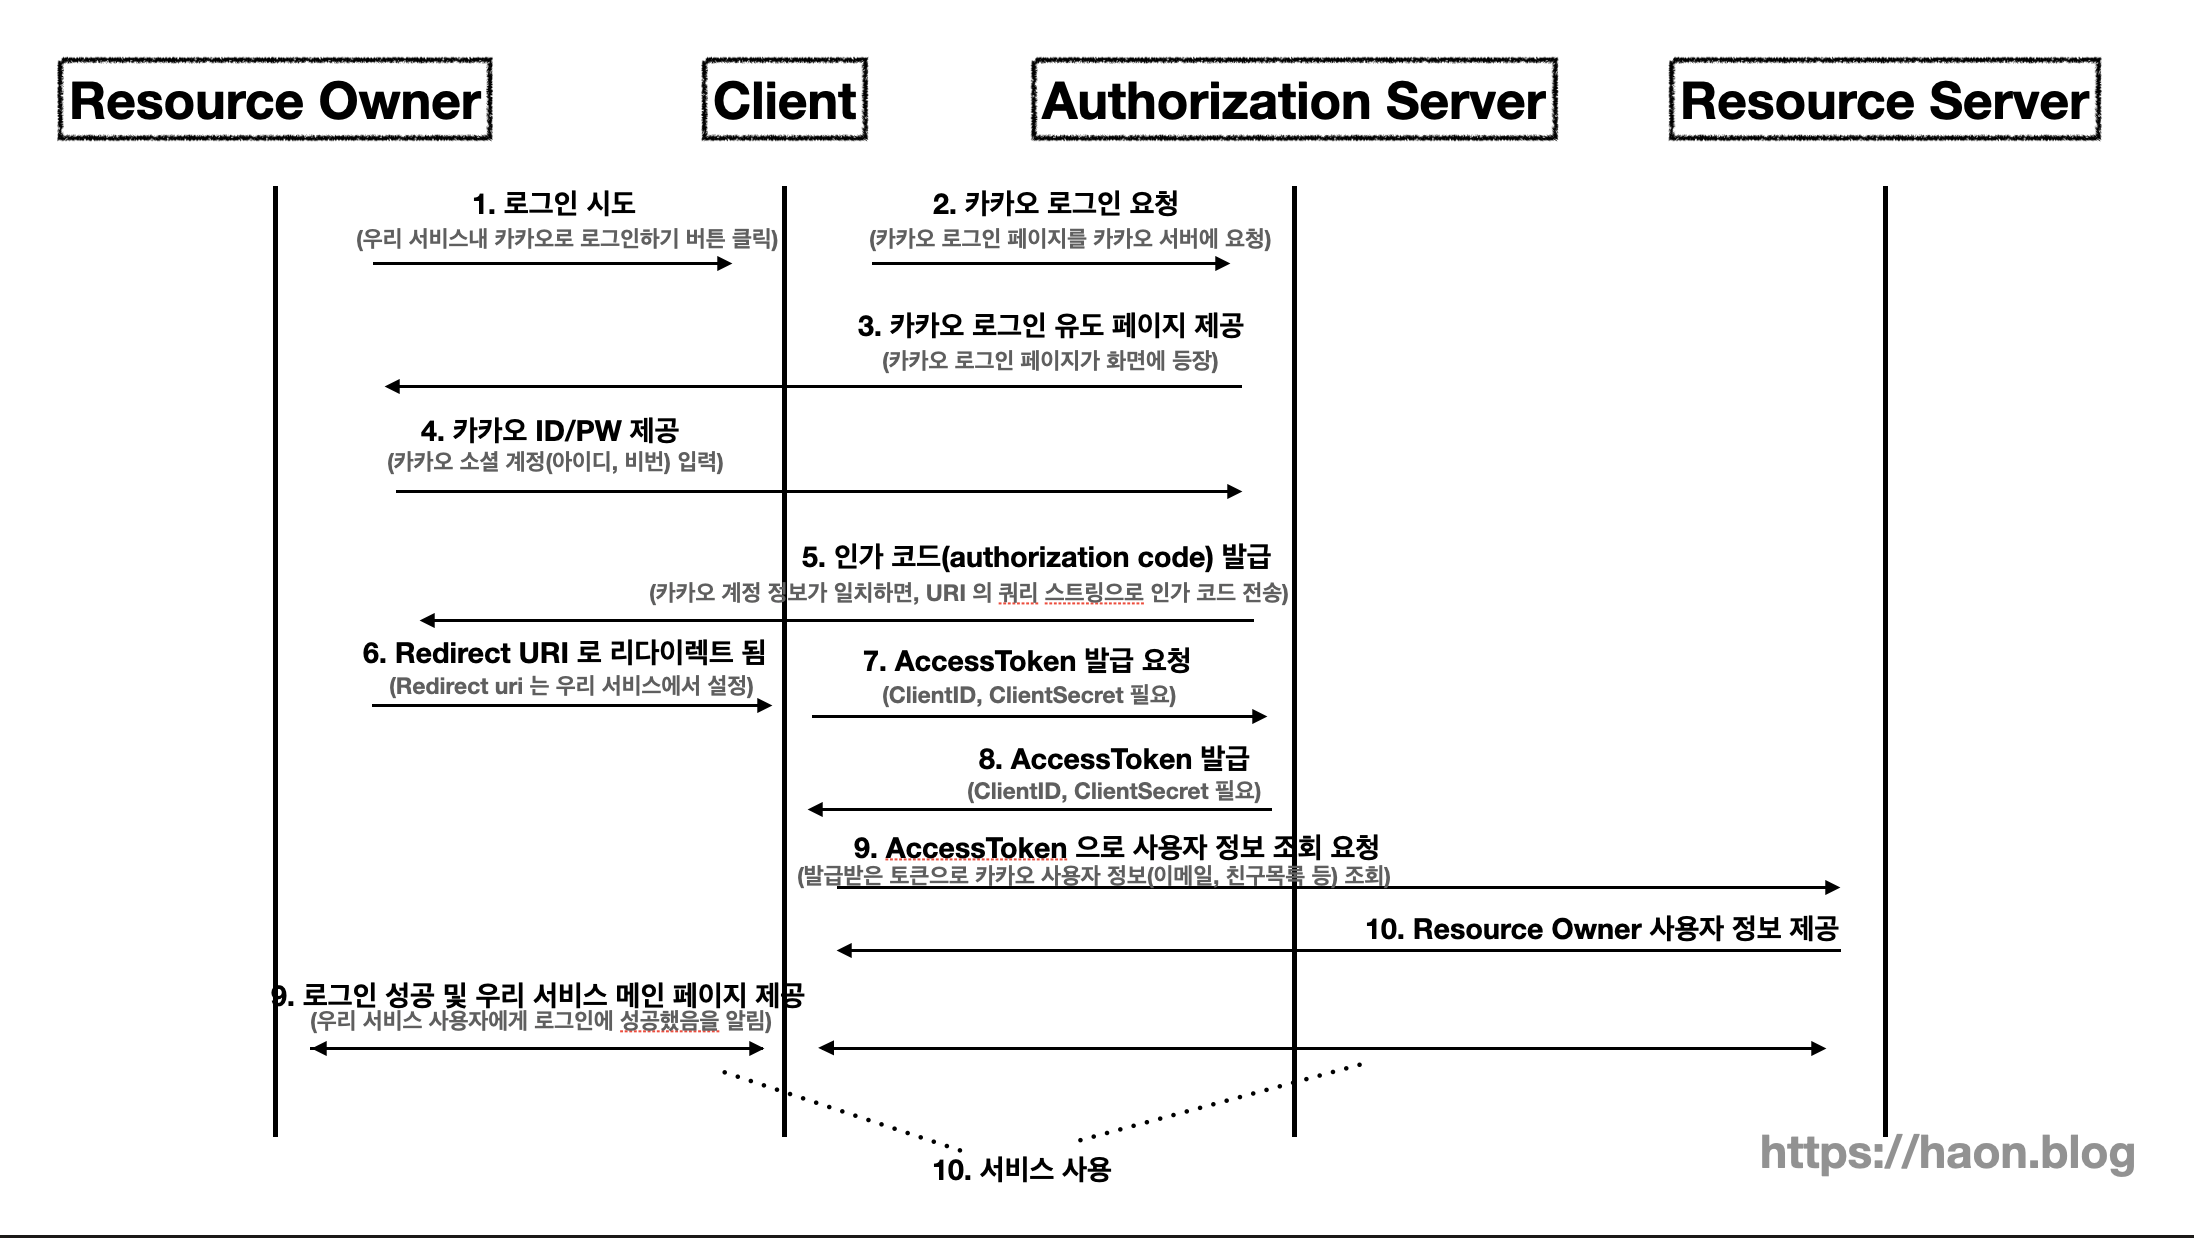 Resource Owner
Client
Authorization Server
Resource Server
1. 로그인 시도
(우리 서비스내 카카오로 로그인하기 버튼 클릭)
2. 카카오 로그인 요청
(카카오 로그인 페이지를 카카오 서버에 요청)
3. 카카오 로그인 유도 페이지 제공
(카카오 로그인 페이지가 화면에 등장)
4. 카카오 ID/PW 제공
(카카오 소셜 계정(아이디, 비번) 입력)
5. 인가 코드(authorization code) 발급
(카카오 계정 정보가 일치하면, URI 의 쿼리 스트링으로 인가 코드 전송)
6. Redirect URI 로 리다이렉트 됨
(Redirect uri 는 우리 서비스에서 설정)
7. AccessToken 발급 요청
(ClientID, ClientSecret 필요)
8. AccessToken 발급
(ClientID, ClientSecret 필요)
9. AccessToken 으로 사용자 정보 조회 요청
(발급받은 토큰으로 카카오 사용자 정보(이메일, 친구목록 등) 조회)
10. Resource Owner 사용자 정보 제공
9. 로그인 성공 및 우리 서비스 메인 페이지 제공
(우리 서비스 사용자에게 로그인에 성공했음을 알림)
10. 서비스 사용
https://haon.blog